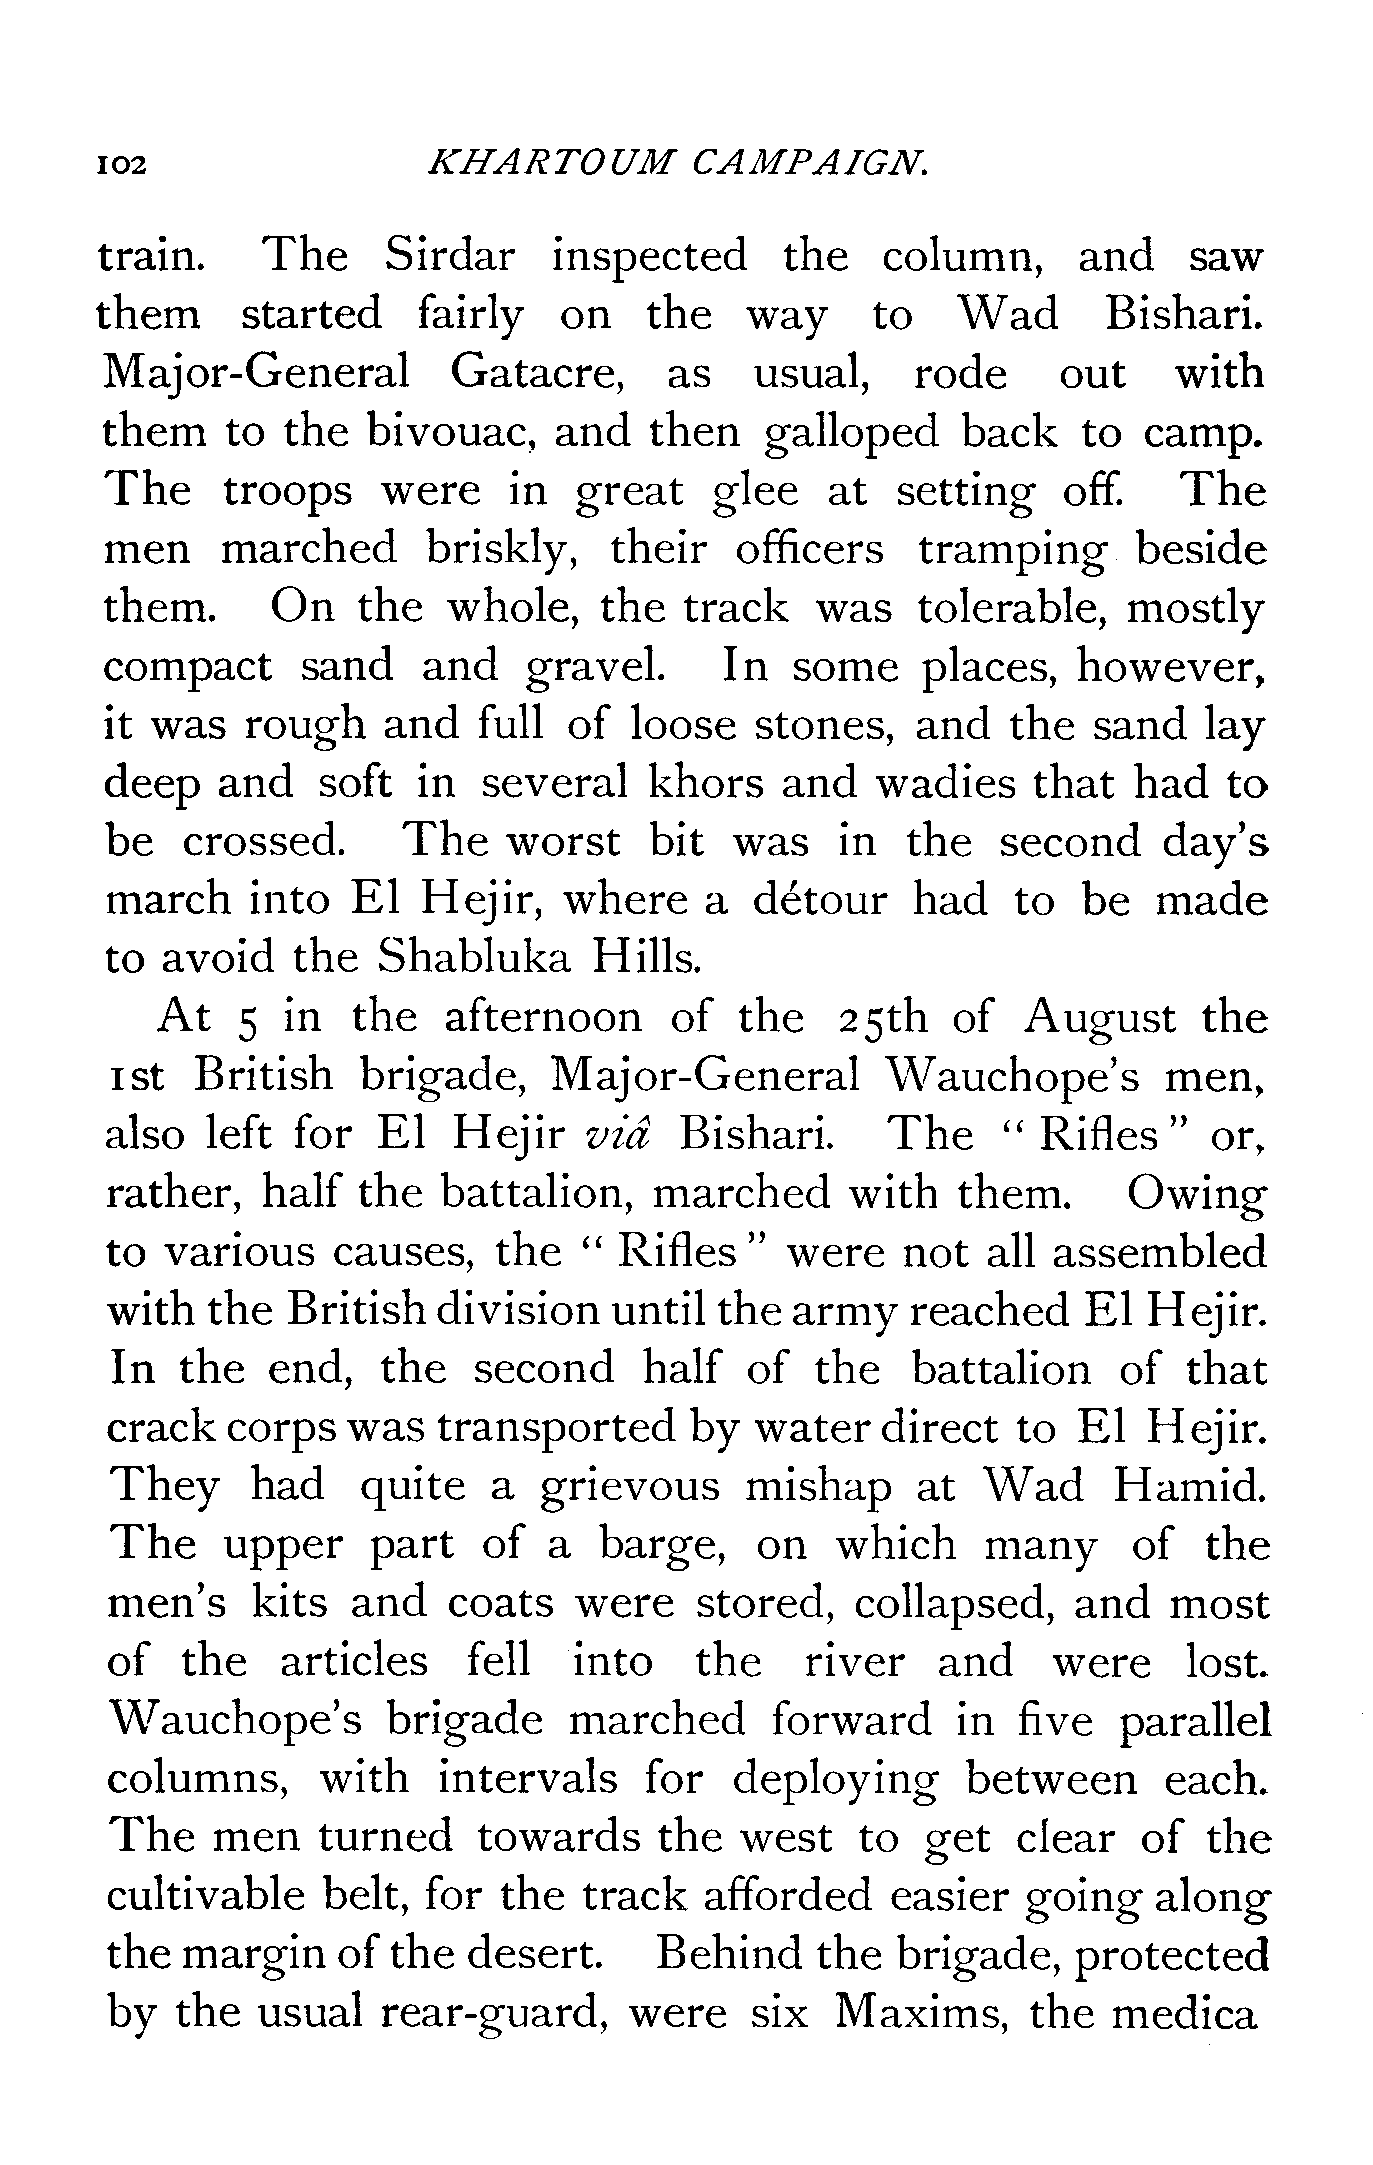 102 KHARTOUM CAMPAIGN.
train. The Sirdar inspected the column, and saw
them started fairly on the way to Wad Bishari.
Major-General Gatacre, as usual, rode out with
them to the bivouac, and then galloped back to camp.
The troops were in great glee at setting off. The
men marched briskly, their officers tramping beside
them. On the whole, the track was tolerable, mostly
compact sand and gravel. In some places, however,
it was rough and full of loose stones, and the sand lay
deep and soft in several khors and wadies that had to
be crossed. The worst bit was in the second day's
march into El Hejir, where a détour had to be made
to avoid the Shabluka Hills.
At 5 in the afternoon of the 25th of August the
1st British brigade, Major-General Wauchope's men,
also left for El Hejir viâ Bishari. The " Rifles " or,
rather, half the battalion, marched with them. Owing
to various causes, the " Rifles " were not all assembled
with the British division until the army reached El Hejir.
In the end, the second half of the battalion of that
crack corps was transported by water direct to El Hejir.
They had quite a grievous mishap at Wad Hamid.
The upper part of a barge, on which many of the
men's kits and coats were stored, collapsed, and most
of the articles fell into the river and were lost.
Wauchope's brigade marched forward in five parallel
columns, with intervals for deploying between each.
The men turned towards the west to get clear of the
cultivable belt, for the track afforded easier going along
the margin of the desert. Behind the brigade, protected
by the usual rear-guard, were six Maxims, the medica